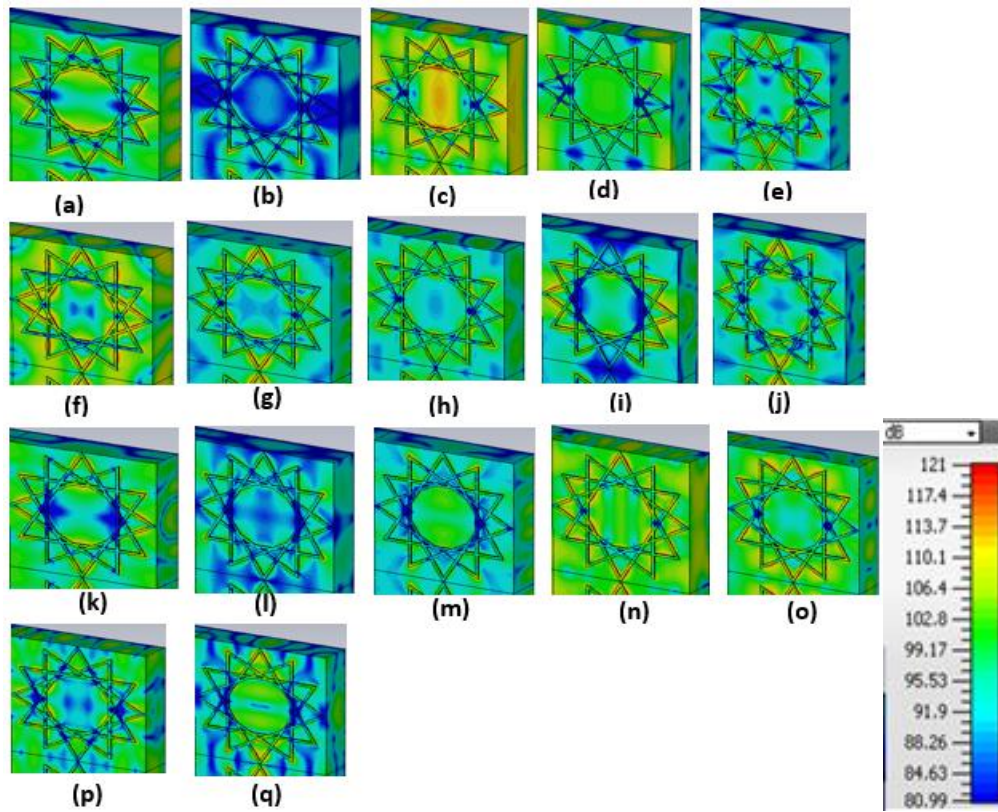 (a) (b) (c) (d) (e)
(f) (g) (h) (i) (j)
(k) (l) (m) (n) (o)
(p) (q)
dB
121
117.4
113.7
110.1
106.4
102.8
99.17
95.53
91.9
88.26
84.63
80.99